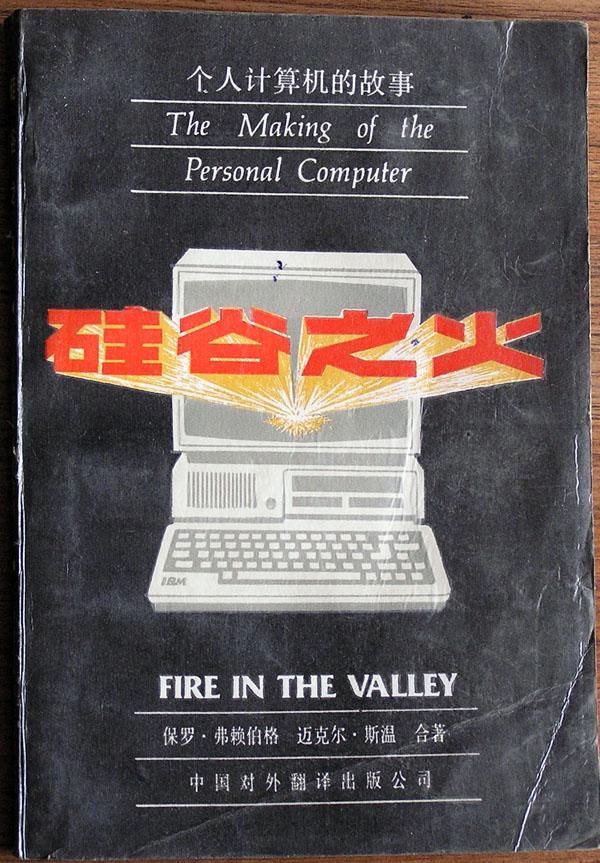 个人计算机的故事
The Making of the
Personal Computer
硅谷之火
IBM
FIRE IN THE VALLEY
保罗·弗赖伯格 迈克尔·斯温 合著
中国对外翻译出版公司